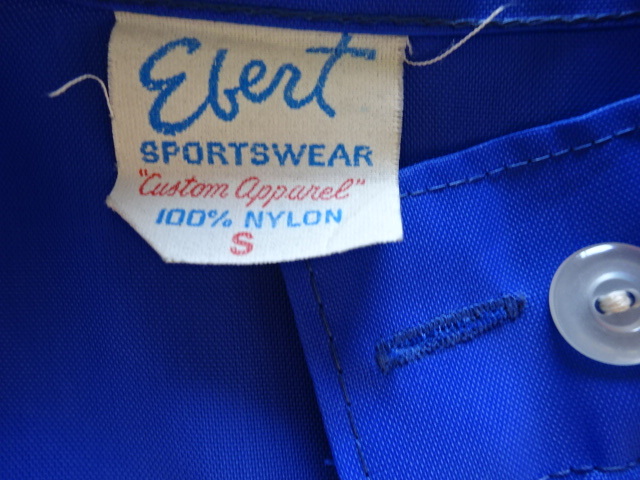 Ebert
SPORTSWEAR
"Custom Apparel"
100% NYLON
S